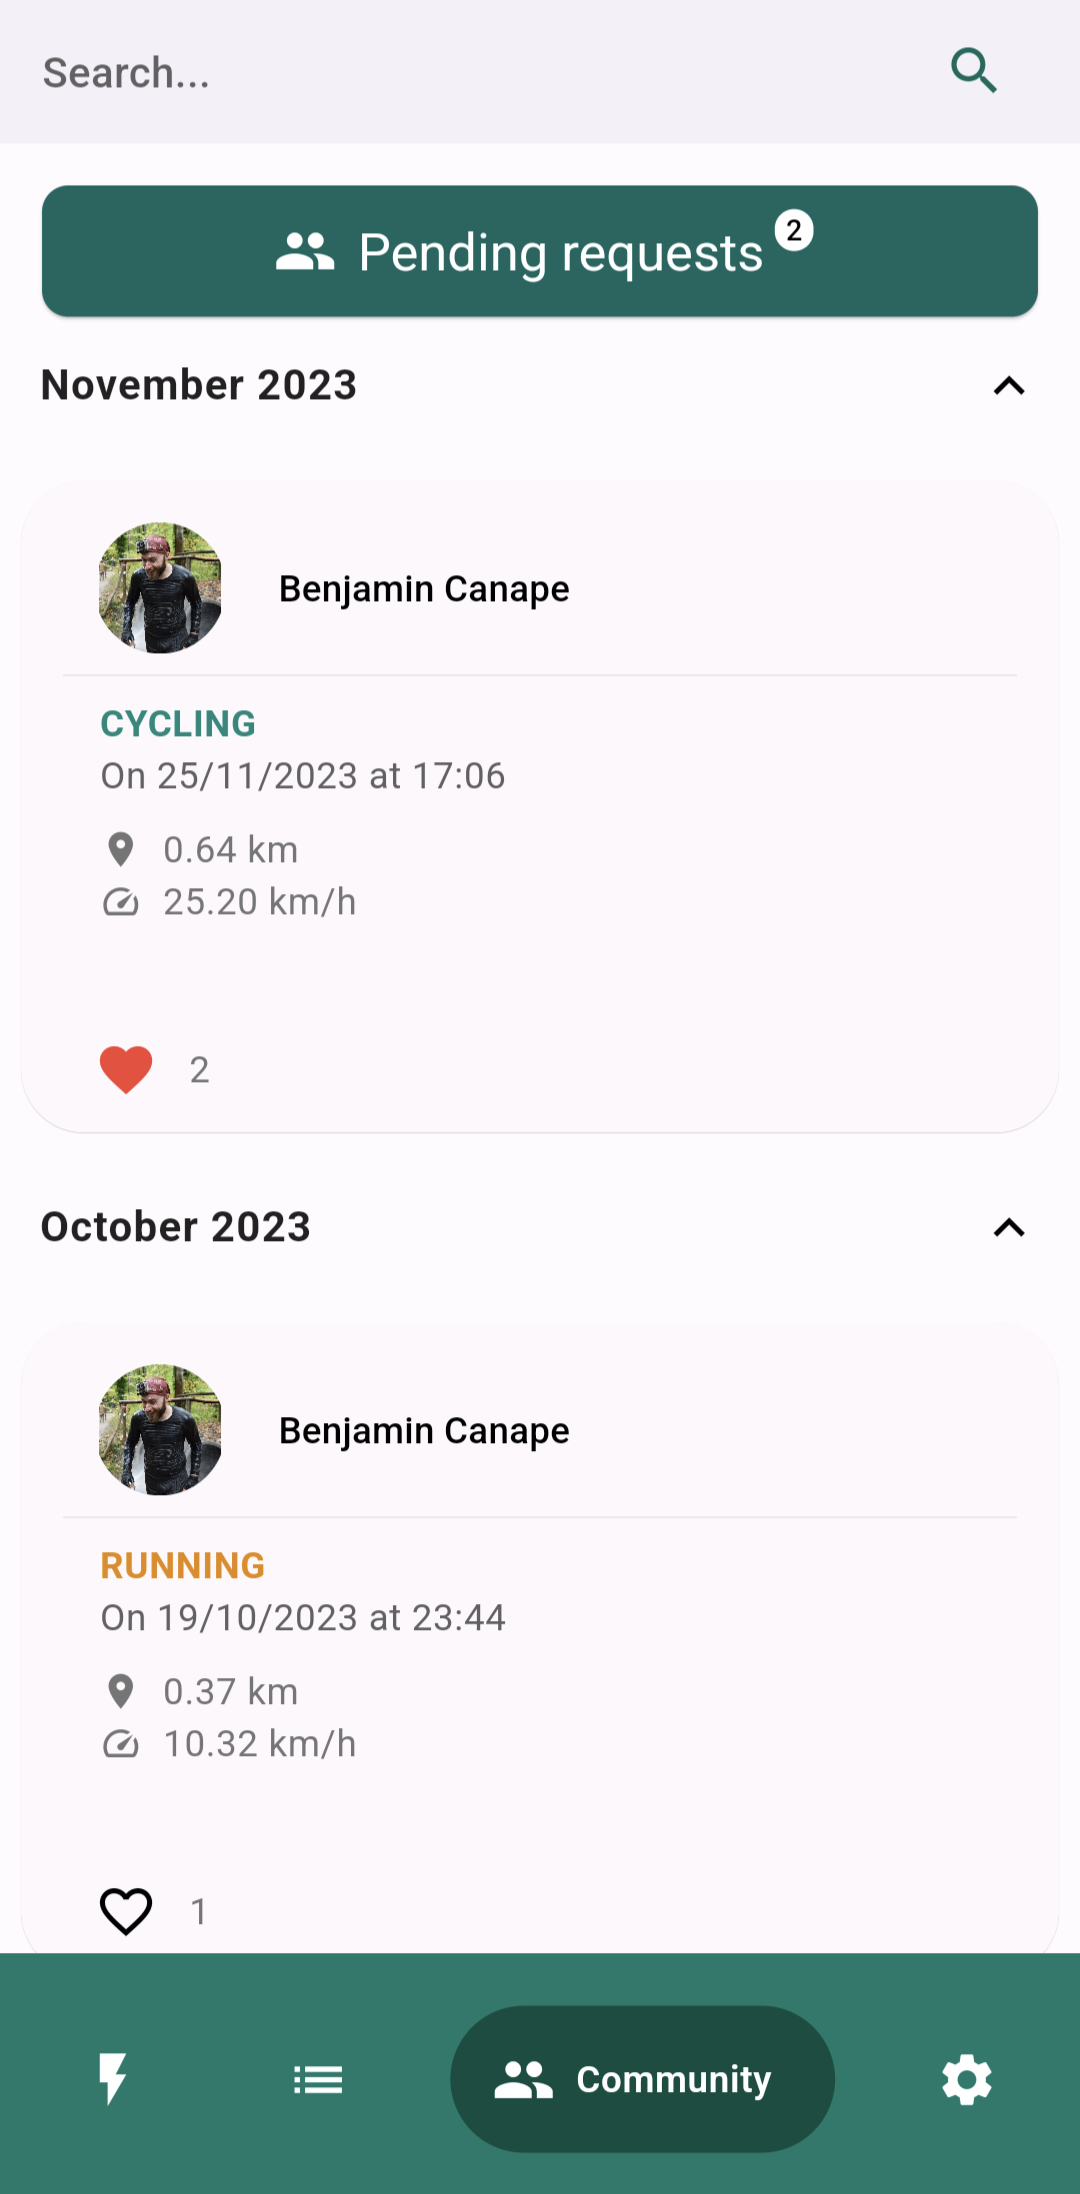 Search...
Pending requests 2
November 2023
Benjamin Canape
CYCLING
On 25/11/2023 at 17:06
0.64 km
25.20 km/h
2
October 2023
Benjamin Canape
RUNNING
On 19/10/2023 at 23:44
0.37 km
10.32 km/h
1
Community